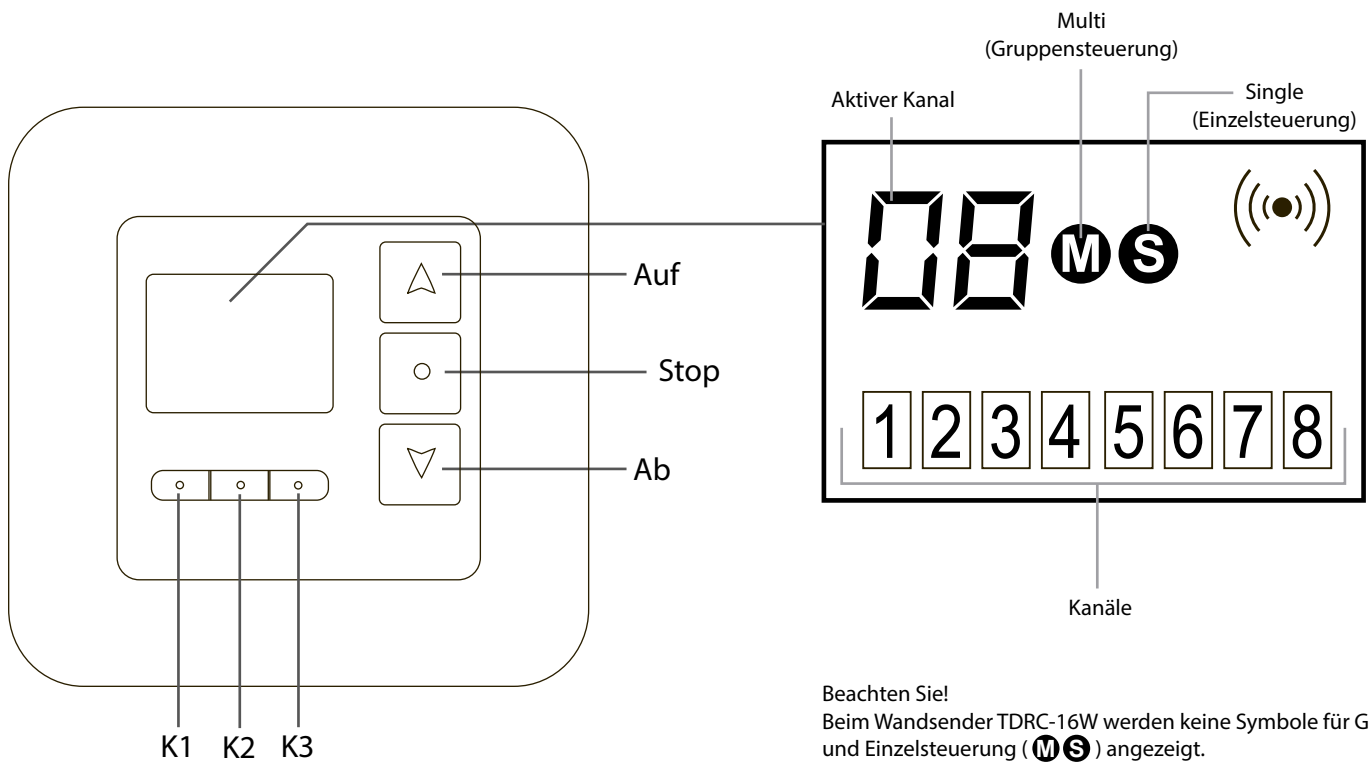 Multi
(Gruppensteuerung)
Aktiver Kanal
Single
(Einzelsteuerung)
08 M S
Auf
Stop
Ab
1 2 3 4 5 6 7 8
Kanäle
K1 K2 K3
Beachten Sie!
Beim Wandsender TDRC-16W werden keine Symbole für G
und Einzelsteuerung ( M S ) angezeigt.